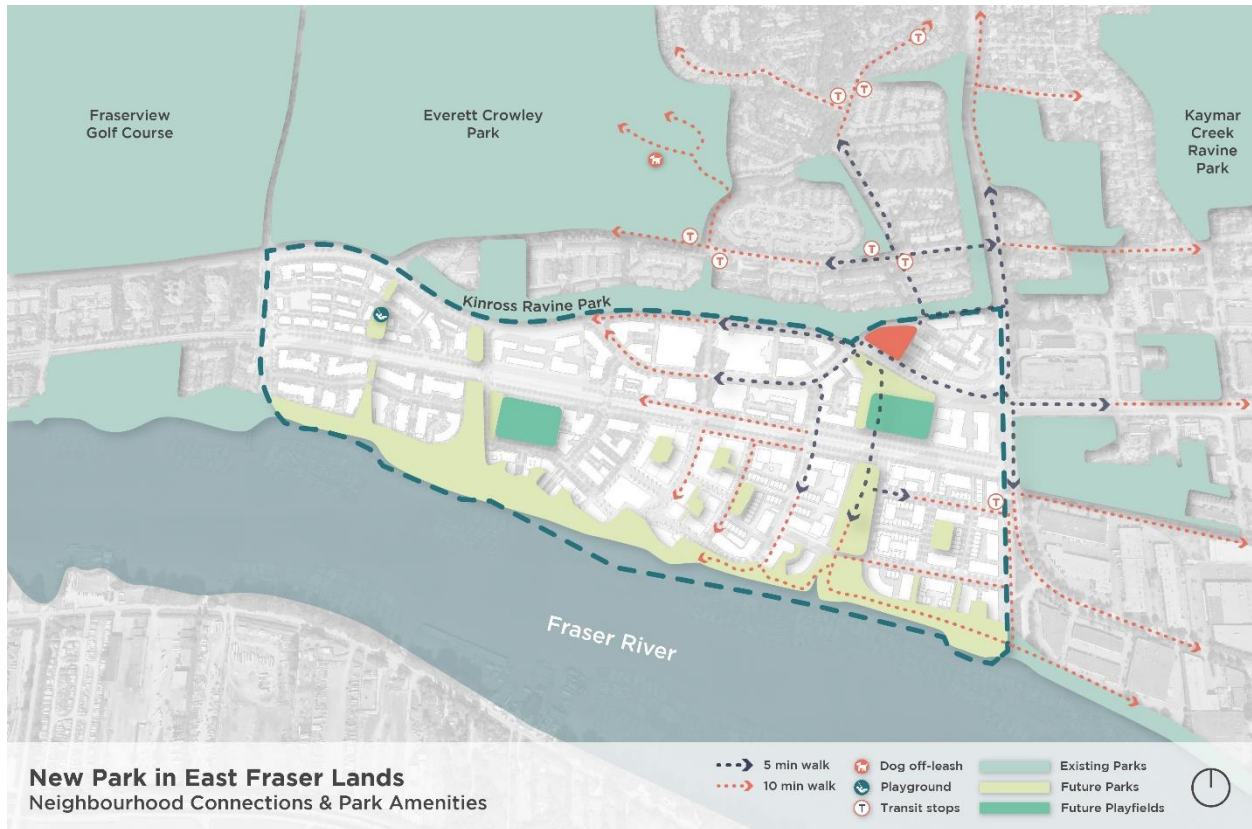 Fraserview
Golf Course
Everett Crowley
Park
Kaymar
Creek
Ravine
Park
T
T
T
T
T
T
T
T
Kinross Ravine Park
Fraser River
New Park in East Fraser Lands
Neighbourhood Connections & Park Amenities
5 min walk
10 min walk
Dog off-leash
Playground
T Transit stops
Existing Parks
Future Parks
Future Playfields